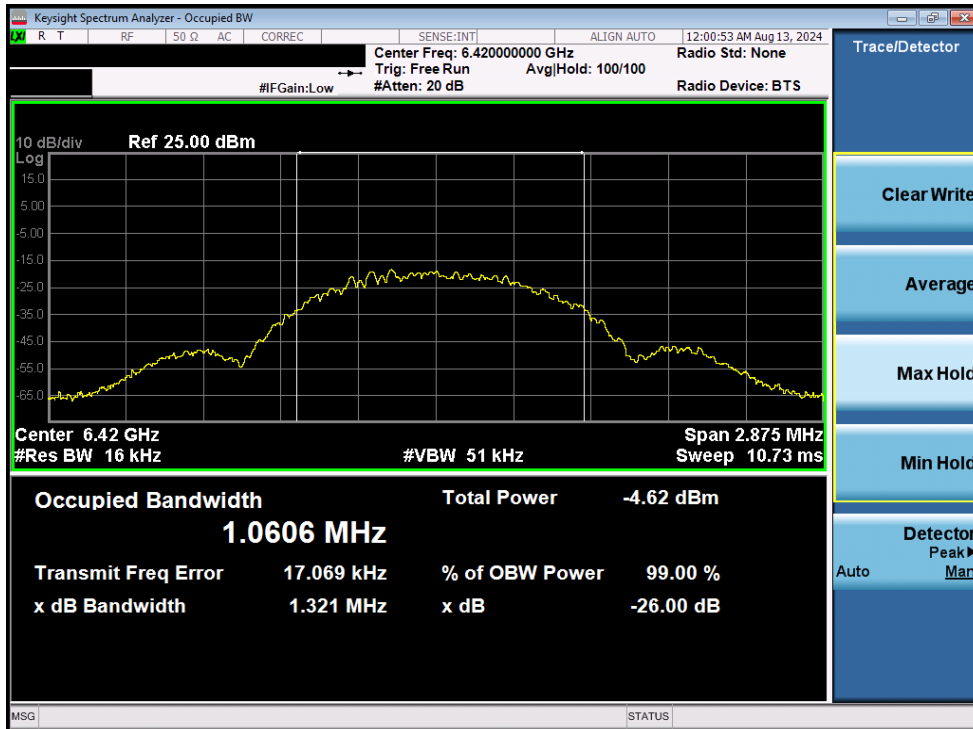 Keysight Spectrum Analyzer - Occupied BW
LXI R T RF 50 Ω AC CORREC SENSE:INT ALIGN AUTO 12:00:53 AM Aug 13, 2024
Center Freq: 6.420000000 GHz Radio Std: None
Trig: Free Run Avg|Hold: 100/100
#IFGain:Low #Atten: 20 dB Radio Device: BTS
10 dB/div Ref 25.00 dBm
Log
15.0
5.00
-5.00
-15.0
-25.0
-35.0
-45.0
-55.0
-65.0
Center 6.42 GHz Span 2.875 MHz
#Res BW 16 kHz #VBW 51 kHz Sweep 10.73 ms
Occupied Bandwidth Total Power -4.62 dBm
1.0606 MHz
Transmit Freq Error 17.069 kHz % of OBW Power 99.00 %
x dB Bandwidth 1.321 MHz x dB -26.00 dB
MSG STATUS
Trace/Detector
Clear Write
Average
Max Hold
Min Hold
Detector
Peak
Auto Man